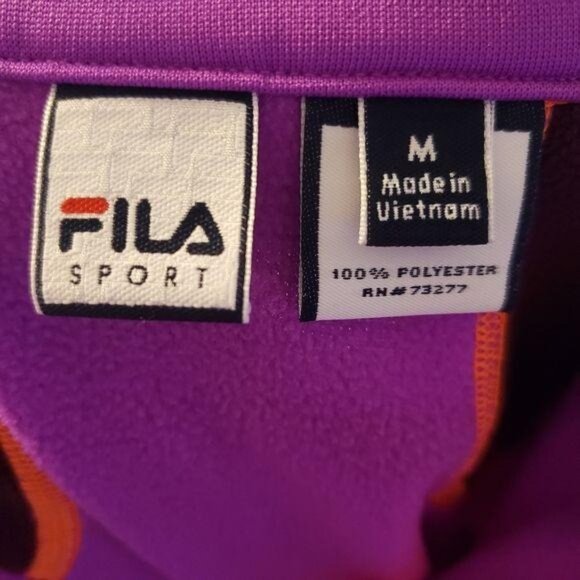 FILA
SPORT
M
Made in
Vietnam
100% POLYESTER
RN# 73277